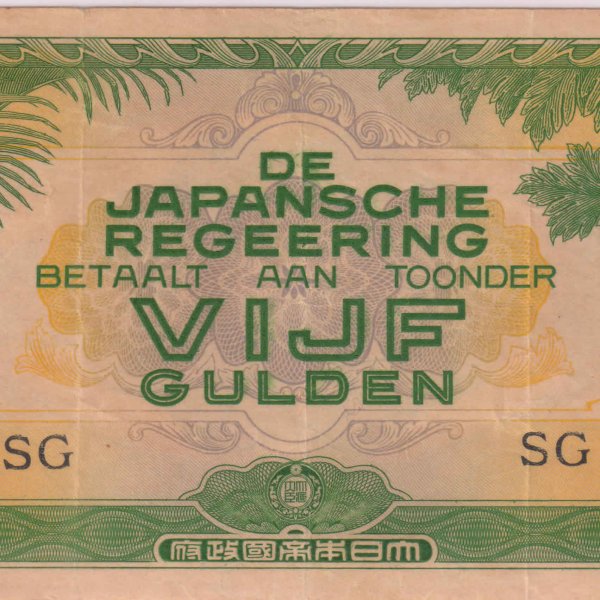 DE
JAPANSCHE
REGEERING
BETAALT AAN TOONDER
VIJF
GULDEN
SG SG
府政國帝本日大